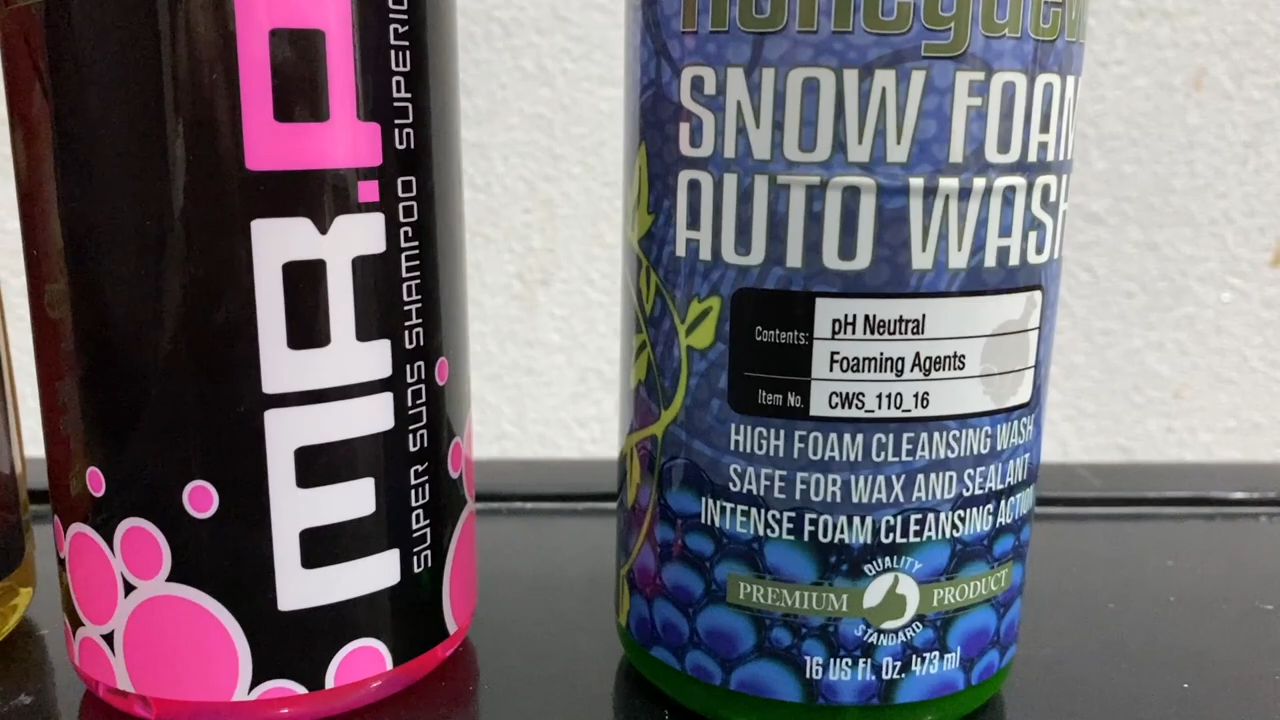 MR.P
SUPER SUDS SHAMPOO
Honeydew
SNOW FOAM
AUTO WASH
Contents:
pH Neutral
Foaming Agents
Item No.
CWS_110_16
HIGH FOAM CLEANSING WASH
SAFE FOR WAX AND SEALANT
INTENSE FOAM CLEANSING ACTION
QUALITY
PREMIUM PRODUCT
STANDARD
16 US fl. Oz. 473 ml